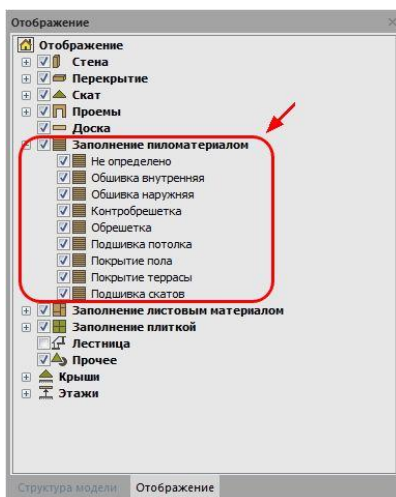 Отображение
Отображение
Стена
Перекрытие
Скат
Проемы
Доска
Заполнение пиломатериалом
Не определено
Обшивка внутренняя
Обшивка наружняя
Контробрешетка
Обрешетка
Подшивка потолка
Покрытие пола
Покрытие террасы
Подшивка скатов
Заполнение листовым материалом
Заполнение плиткой
Лестница
Прочее
Крыши
Этажи
Структура модели Отображение